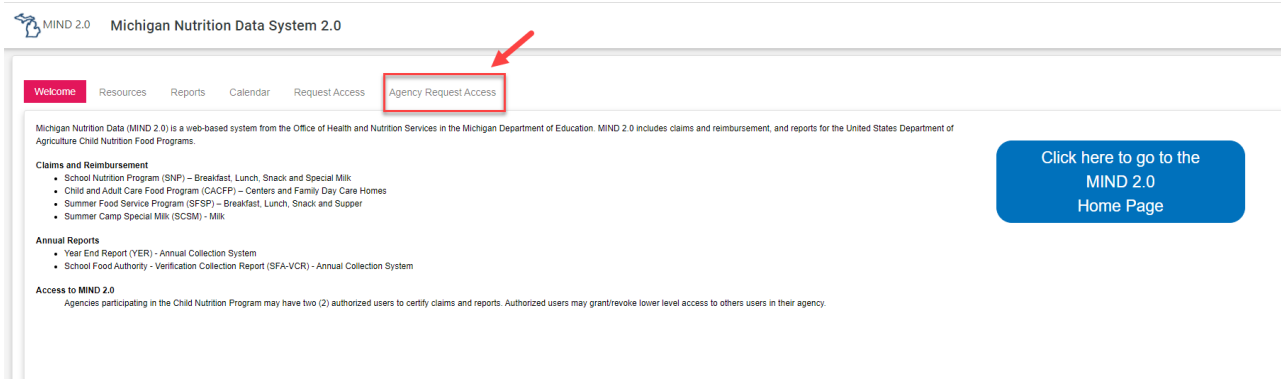 MIND 2.0 Michigan Nutrition Data System 2.0
Welcome Resources Reports Calendar Request Access Agency Request Access
Michigan Nutrition Data (MIND 2.0) is a web-based system from the Office of Health and Nutrition Services in the Michigan Department of Education. MIND 2.0 includes claims and reimbursement, and reports for the United States Department of
Agriculture Child Nutrition Food Programs.
Claims and Reimbursement
• School Nutrition Program (SNP) – Breakfast, Lunch, Snack and Special Milk
• Child and Adult Care Food Program (CACFP) – Centers and Family Day Care Homes
• Summer Food Service Program (SFSP) – Breakfast, Lunch, Snack and Supper
• Summer Camp Special Milk (SCSM) - Milk
Annual Reports
• Year End Report (YER) - Annual Collection System
• School Food Authority - Verification Collection Report (SFA-VCR) - Annual Collection System
Access to MIND 2.0
Agencies participating in the Child Nutrition Program may have two (2) authorized users to certify claims and reports. Authorized users may grant/revoke lower level access to others users in their agency.
Click here to go to the
MIND 2.0
Home Page